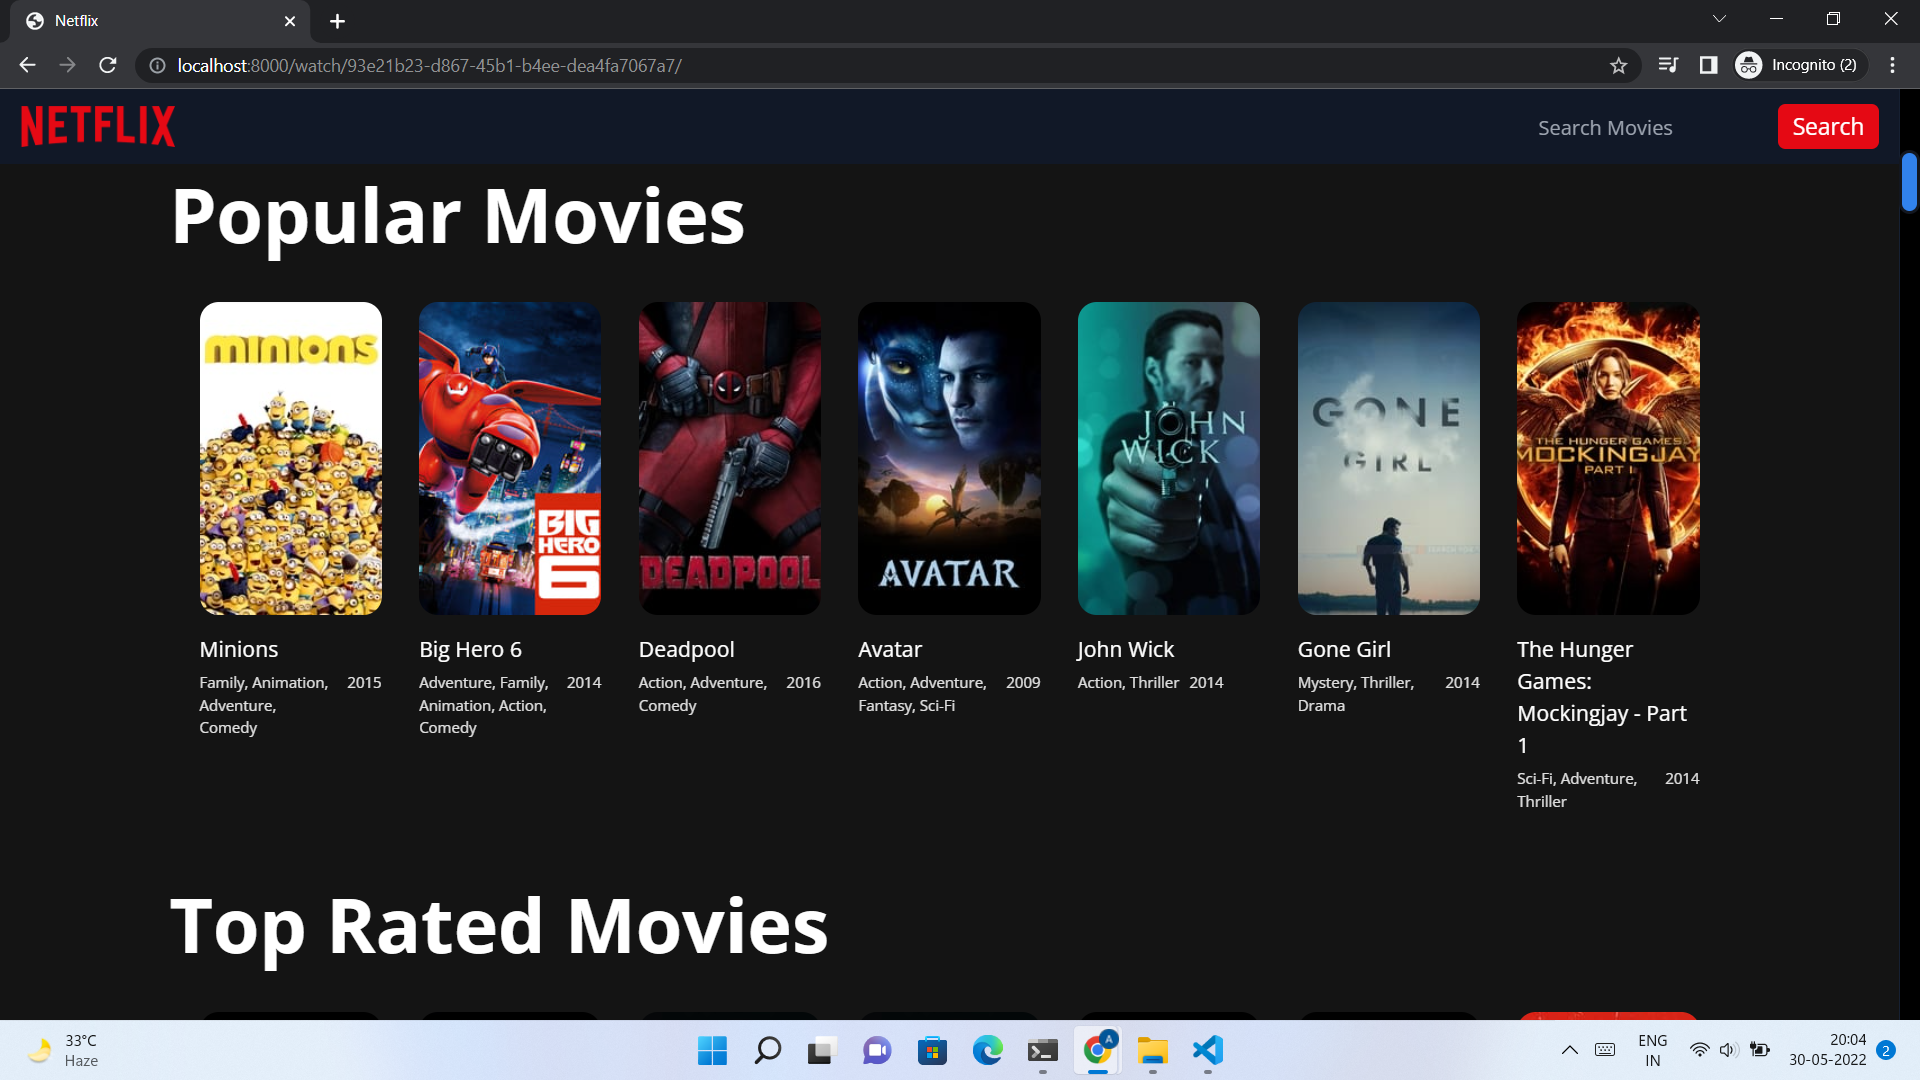 Netflix
localhost:8000/watch/93e21b23-d867-45b1-b4ee-dea4fa7067a7/
Incognito (2)
NETFLIX
Search Movies
Search
Popular Movies
minions
BIG
HERO
6
DEADPOOL
AVATAR
JOHN
WICK
GONE
GIRL
THE HUNGER GAMES
MOCKINGJAY
PART 1
Minions
Family, Animation,
Adventure,
Comedy
2015
Big Hero 6
Adventure, Family,
Animation, Action,
Comedy
2014
Deadpool
Action, Adventure,
Comedy
2016
Avatar
Action, Adventure,
Fantasy, Sci-Fi
2009
John Wick
Action, Thriller
2014
Gone Girl
Mystery, Thriller,
Drama
2014
The Hunger
Games:
Mockingjay - Part
1
Sci-Fi, Adventure,
Thriller
2014
Top Rated Movies
33°C
Haze
A
ENG
IN
20:04
30-05-2022
2